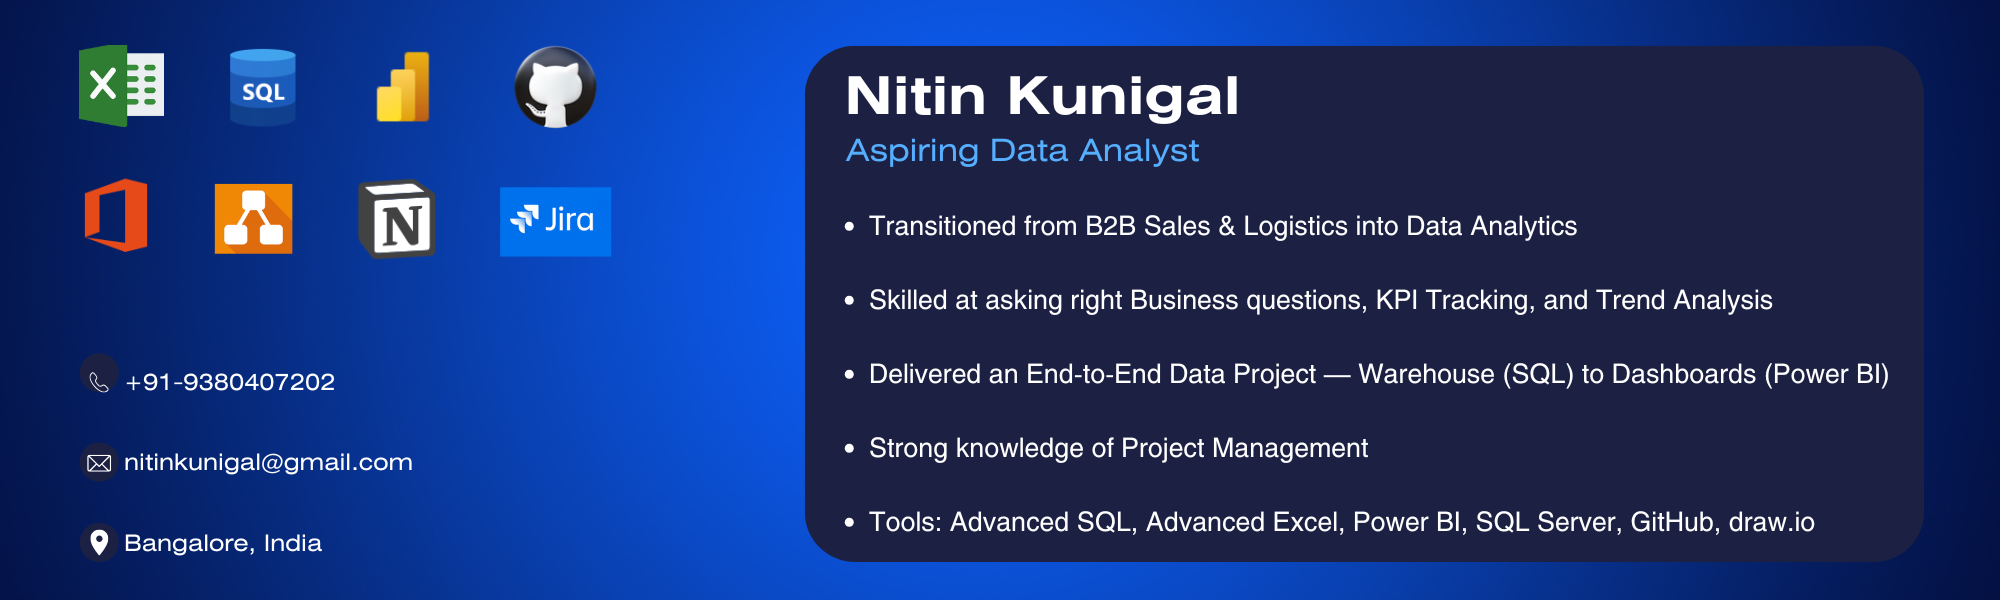 X
SQL
N
Jira
+91-9380407202
nitinkunigal@gmail.com
Bangalore, India
Nitin Kunigal
Aspiring Data Analyst
• Transitioned from B2B Sales & Logistics into Data Analytics
• Skilled at asking right Business questions, KPI Tracking, and Trend Analysis
• Delivered an End-to-End Data Project — Warehouse (SQL) to Dashboards (Power BI)
• Strong knowledge of Project Management
• Tools: Advanced SQL, Advanced Excel, Power BI, SQL Server, GitHub, draw.io